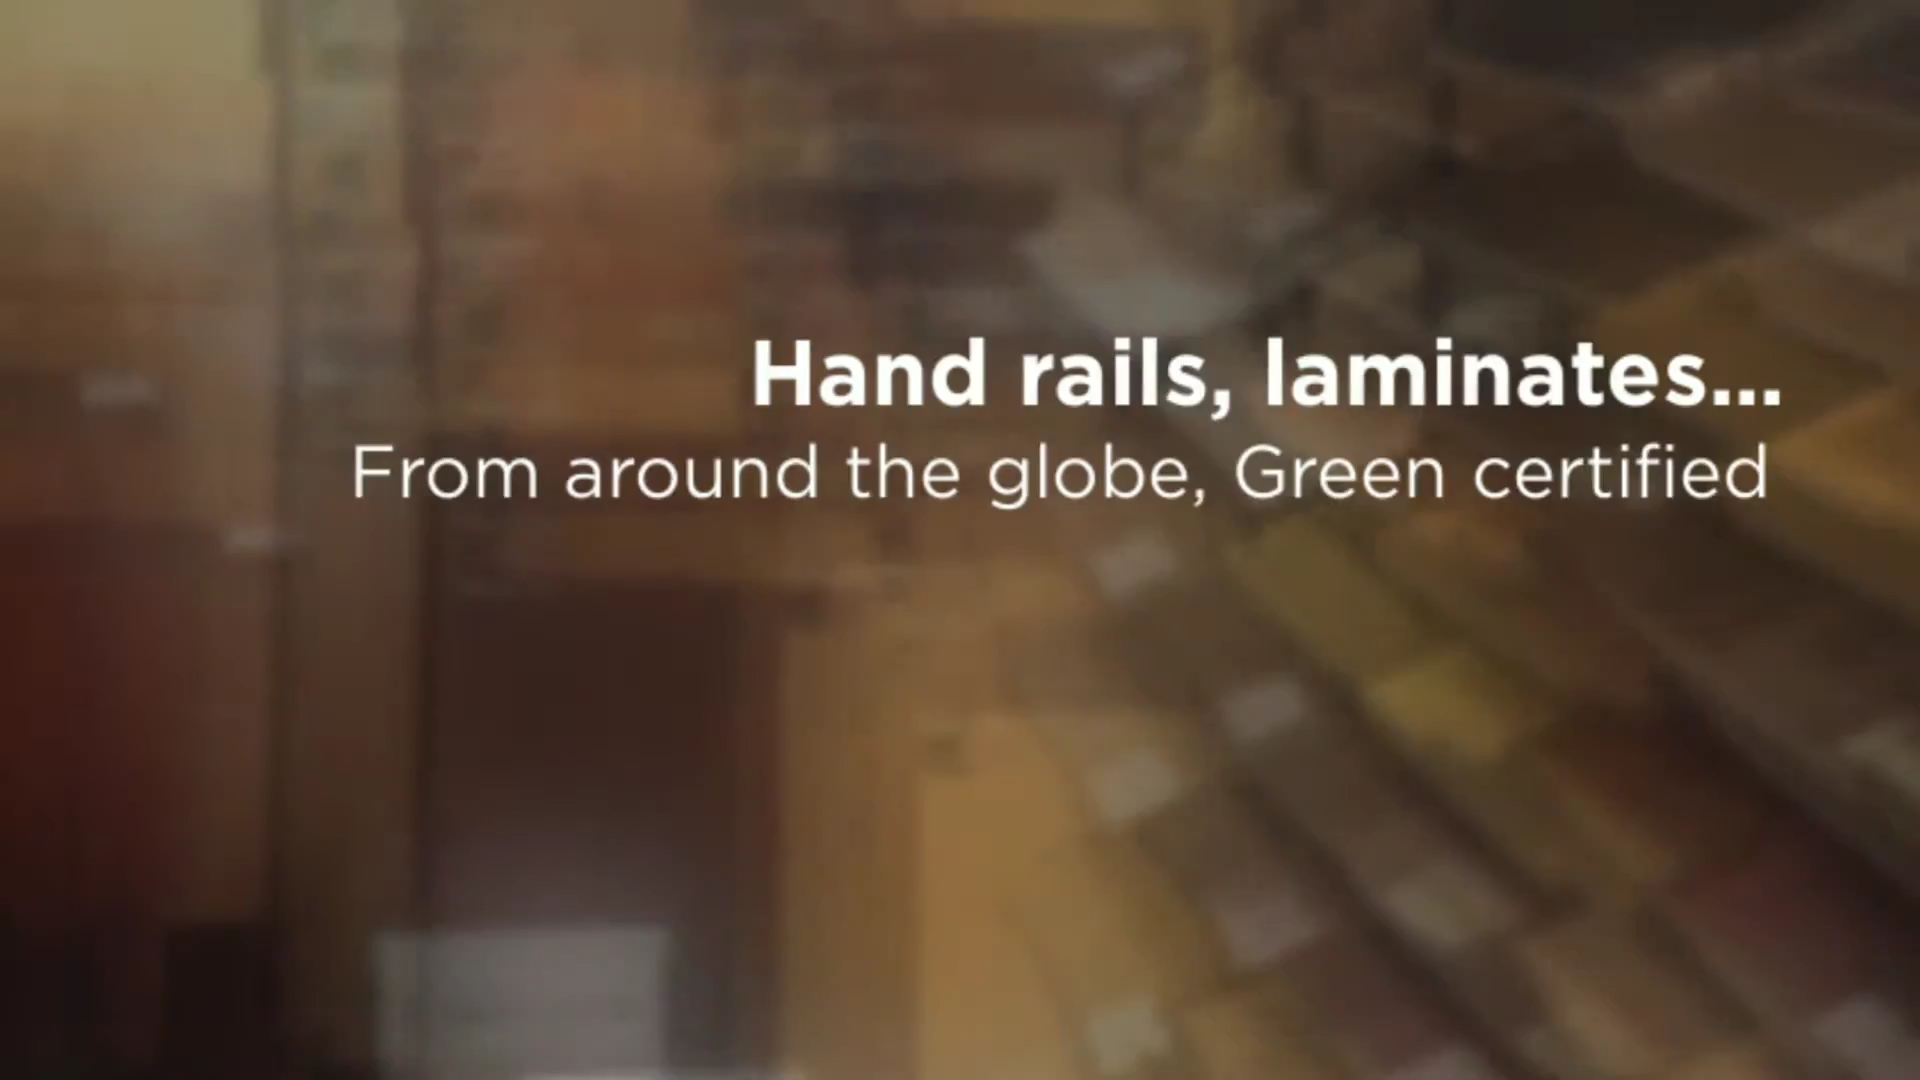 Hand rails, laminates...
From around the globe, Green certified